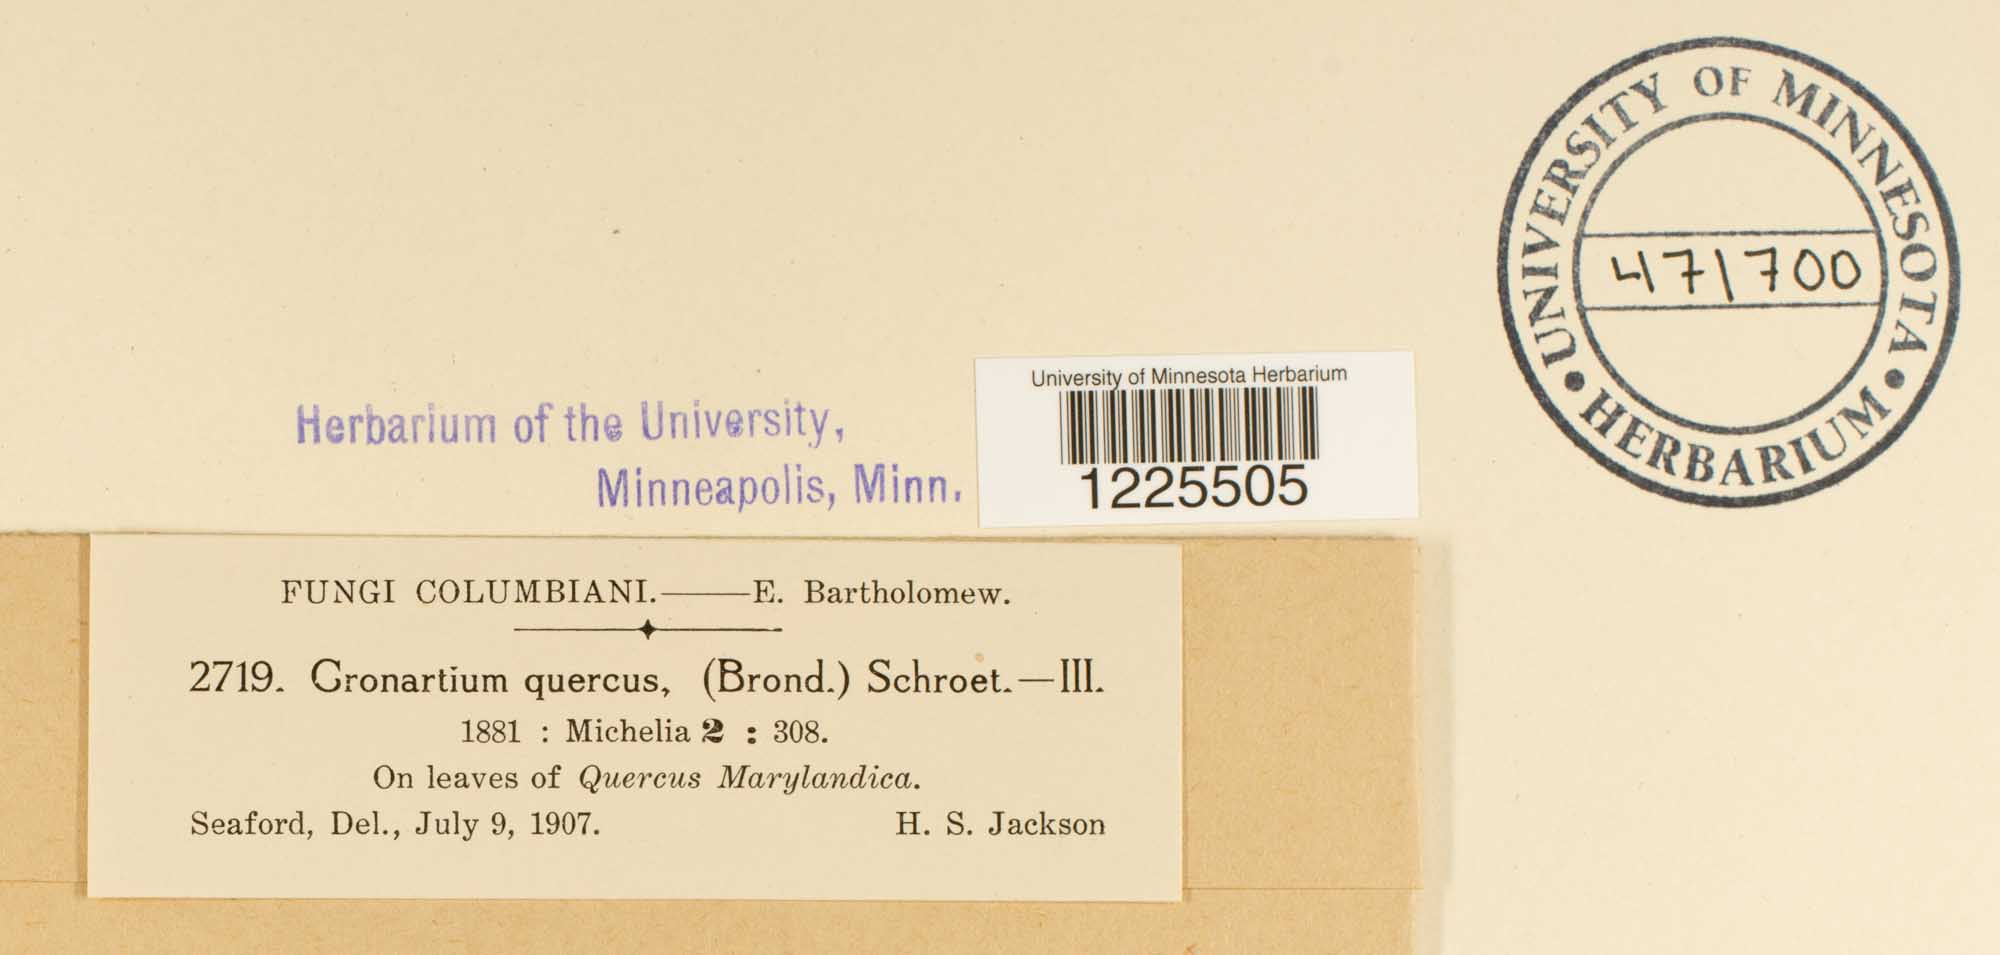 UNIVERSITY OF MINNESOTA
• HERBARIUM •
471700
Herbarium of the University,
Minneapolis, Minn.
University of Minnesota Herbarium
1225505
FUNGI COLUMBIANI.——E. Bartholomew.
2719. Cronartium quercus, (Brond.) Schroet.—III.
1881 : Michelia 2 : 308.
On leaves of Quercus Marylandica.
Seaford, Del., July 9, 1907. H. S. Jackson